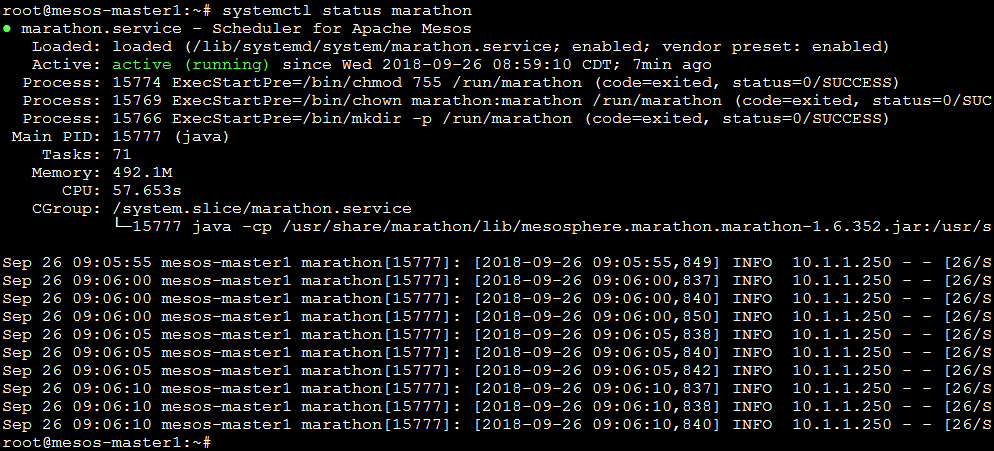 root@mesos-master1:~# systemctl status marathon
● marathon.service - Scheduler for Apache Mesos
   Loaded: loaded (/lib/systemd/system/marathon.service; enabled; vendor preset: enabled)
   Active: active (running) since Wed 2018-09-26 08:59:10 CDT; 7min ago
  Process: 15774 ExecStartPre=/bin/chmod 755 /run/marathon (code=exited, status=0/SUCCESS)
  Process: 15769 ExecStartPre=/bin/chown marathon:marathon /run/marathon (code=exited, status=0/SUC
  Process: 15766 ExecStartPre=/bin/mkdir -p /run/marathon (code=exited, status=0/SUCCESS)
 Main PID: 15777 (java)
    Tasks: 71
   Memory: 492.1M
      CPU: 57.653s
   CGroup: /system.slice/marathon.service
           └─15777 java -cp /usr/share/marathon/lib/mesosphere.marathon.marathon-1.6.352.jar:/usr/s
Sep 26 09:05:55 mesos-master1 marathon[15777]: [2018-09-26 09:05:55,849] INFO  10.1.1.250 - - [26/S
Sep 26 09:06:00 mesos-master1 marathon[15777]: [2018-09-26 09:06:00,837] INFO  10.1.1.250 - - [26/S
Sep 26 09:06:00 mesos-master1 marathon[15777]: [2018-09-26 09:06:00,840] INFO  10.1.1.250 - - [26/S
Sep 26 09:06:00 mesos-master1 marathon[15777]: [2018-09-26 09:06:00,850] INFO  10.1.1.250 - - [26/S
Sep 26 09:06:05 mesos-master1 marathon[15777]: [2018-09-26 09:06:05,838] INFO  10.1.1.250 - - [26/S
Sep 26 09:06:05 mesos-master1 marathon[15777]: [2018-09-26 09:06:05,840] INFO  10.1.1.250 - - [26/S
Sep 26 09:06:05 mesos-master1 marathon[15777]: [2018-09-26 09:06:05,842] INFO  10.1.1.250 - - [26/S
Sep 26 09:06:10 mesos-master1 marathon[15777]: [2018-09-26 09:06:10,837] INFO  10.1.1.250 - - [26/S
Sep 26 09:06:10 mesos-master1 marathon[15777]: [2018-09-26 09:06:10,838] INFO  10.1.1.250 - - [26/S
Sep 26 09:06:10 mesos-master1 marathon[15777]: [2018-09-26 09:06:10,840] INFO  10.1.1.250 - - [26/S
root@mesos-master1:~#